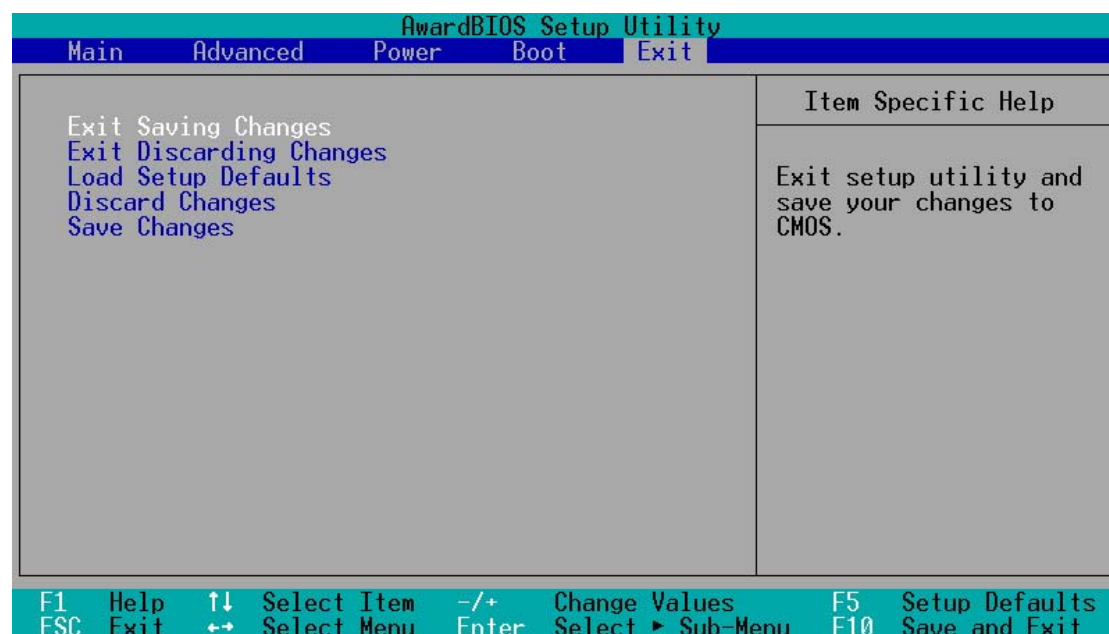 AwardBIOS Setup Utility
Main Advanced Power Boot Exit
Exit Saving Changes
Exit Discarding Changes
Load Setup Defaults
Discard Changes
Save Changes
Item Specific Help
Exit setup utility and
save your changes to
CMOS.
F1 Help ↑↓ Select Item -/+ Change Values F5 Setup Defaults
ESC Exit ←→ Select Menu Enter Select ► Sub-Menu F10 Save and Exit